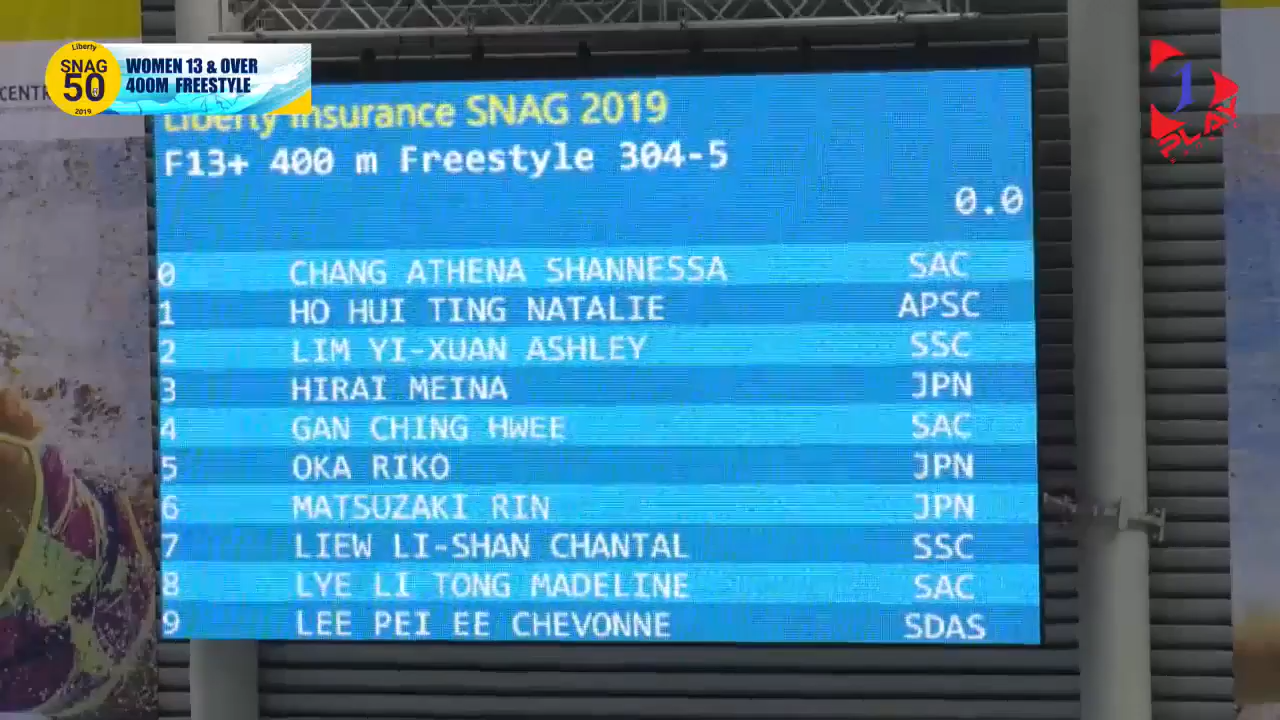 Liberty
SNAG
50
2019
WOMEN 13 & OVER
400M FREESTYLE
CENTR
Liberty Insurance SNAG 2019
F13+ 400 m Freestyle 304-5
0.0
0 CHANG ATHENA SHANNESSA SAC
1 HO HUI TING NATALIE APSC
2 LIM YI-XUAN ASHLEY SSC
3 HIRAI MEINA JPN
4 GAN CHING HWEE SAC
5 OKA RIKO JPN
6 MATSUZAKI RIN JPN
7 LIEW LI-SHAN CHANTAL SSC
8 LYE LI TONG MADELINE SAC
9 LEE PEI EE CHEVONNE SDAS
1
PLAY